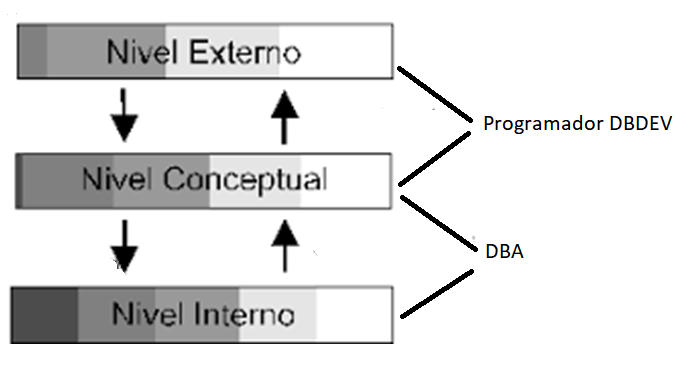 Nivel Externo
Programador DBDEV
Nivel Conceptual
DBA
Nivel Interno